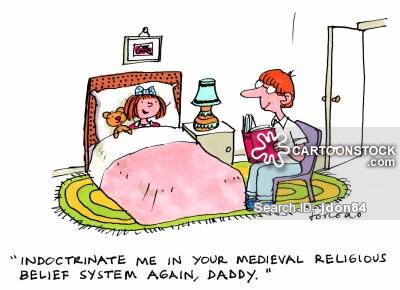 CARTOONSTOCK
.com
Search ID: jdon84
"INDOCTRINATE ME IN YOUR MEDIEVAL RELIGIOUS
BELIEF SYSTEM AGAIN, DADDY."